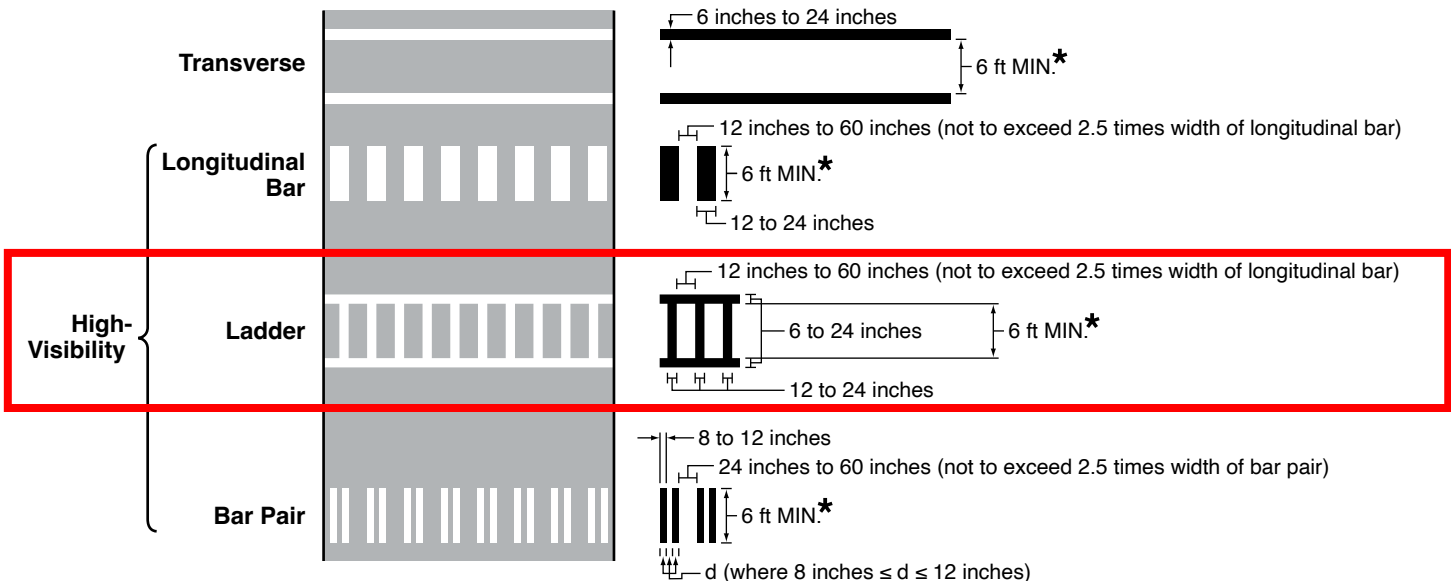 6 inches to 24 inches
Transverse
6 ft MIN.*
12 inches to 60 inches (not to exceed 2.5 times width of longitudinal bar)
Longitudinal
Bar
6 ft MIN.*
12 to 24 inches
12 inches to 60 inches (not to exceed 2.5 times width of longitudinal bar)
High-
Visibility
Ladder
6 to 24 inches
6 ft MIN.*
12 to 24 inches
8 to 12 inches
24 inches to 60 inches (not to exceed 2.5 times width of bar pair)
Bar Pair
6 ft MIN.*
d (where 8 inches ≤ d ≤ 12 inches)